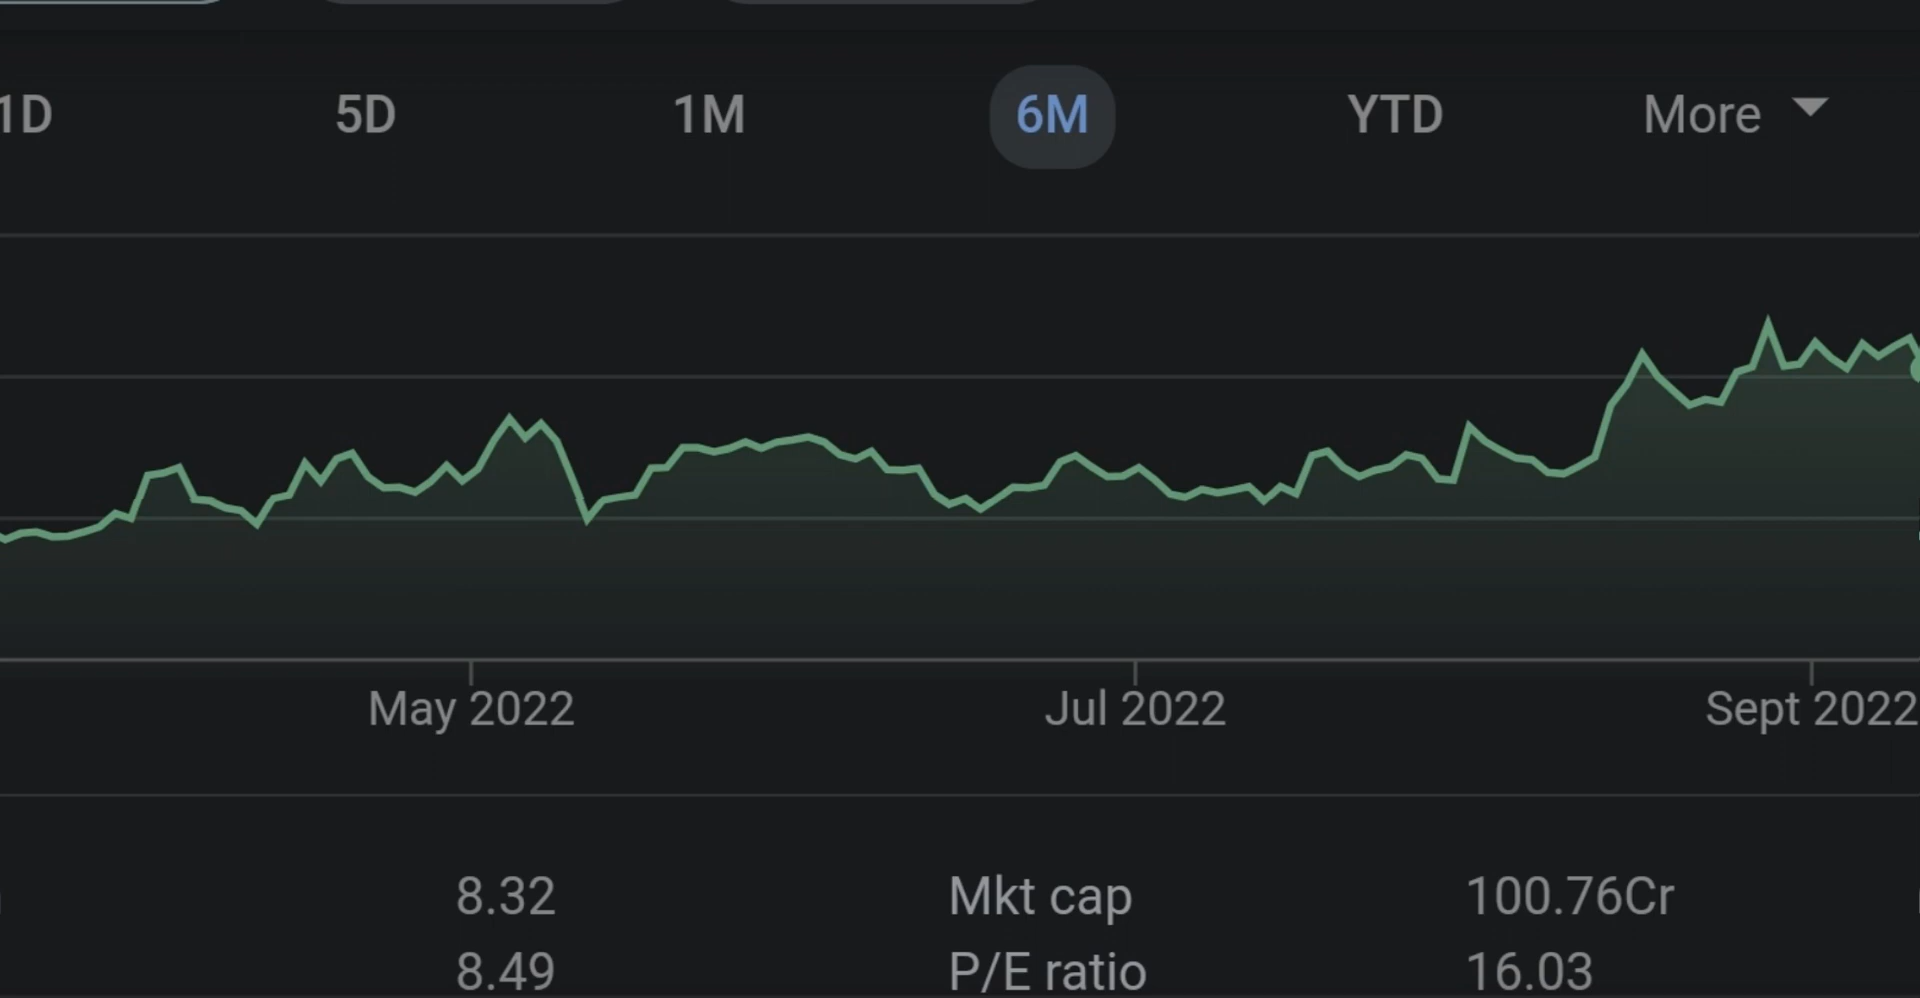 1D 5D 1M 6M YTD More
May 2022 Jul 2022 Sept 2022
8.32 Mkt cap 100.76Cr
8.49 P/E ratio 16.03